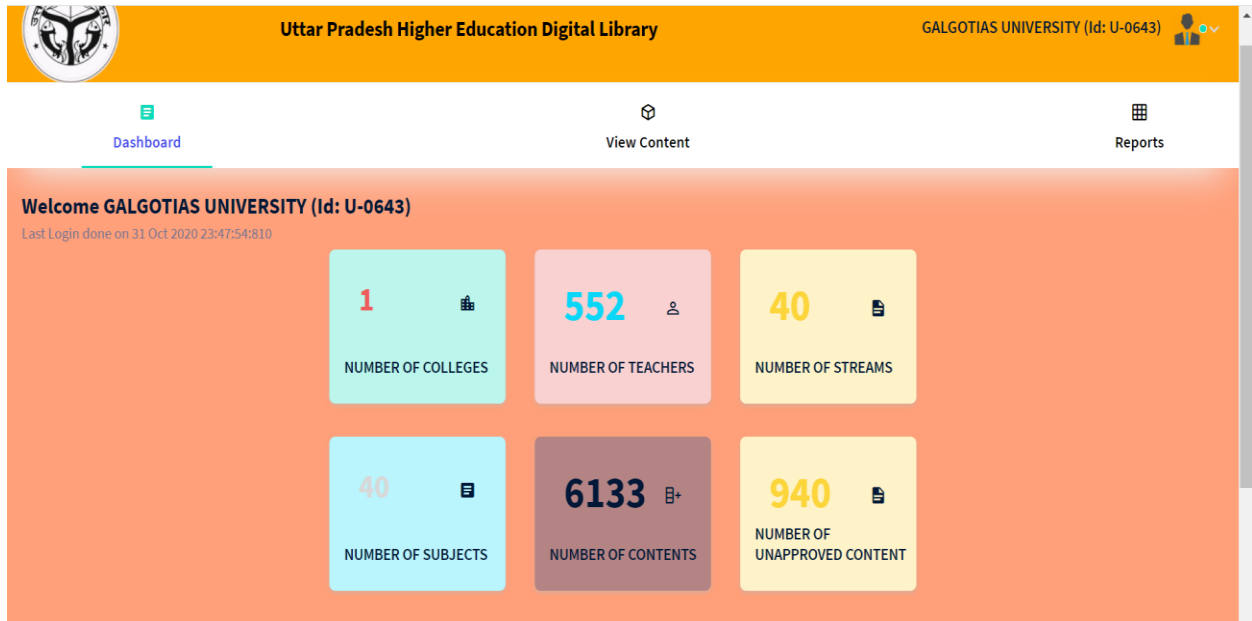 Uttar Pradesh Higher Education Digital Library
GALGOTIAS UNIVERSITY (Id: U-0643)
Dashboard
View Content
Reports
Welcome GALGOTIAS UNIVERSITY (Id: U-0643)
Last Login done on 31 Oct 2020 23:47:54:810
1
NUMBER OF COLLEGES
552
NUMBER OF TEACHERS
40
NUMBER OF STREAMS
40
NUMBER OF SUBJECTS
6133
NUMBER OF CONTENTS
940
NUMBER OF
UNAPPROVED CONTENT